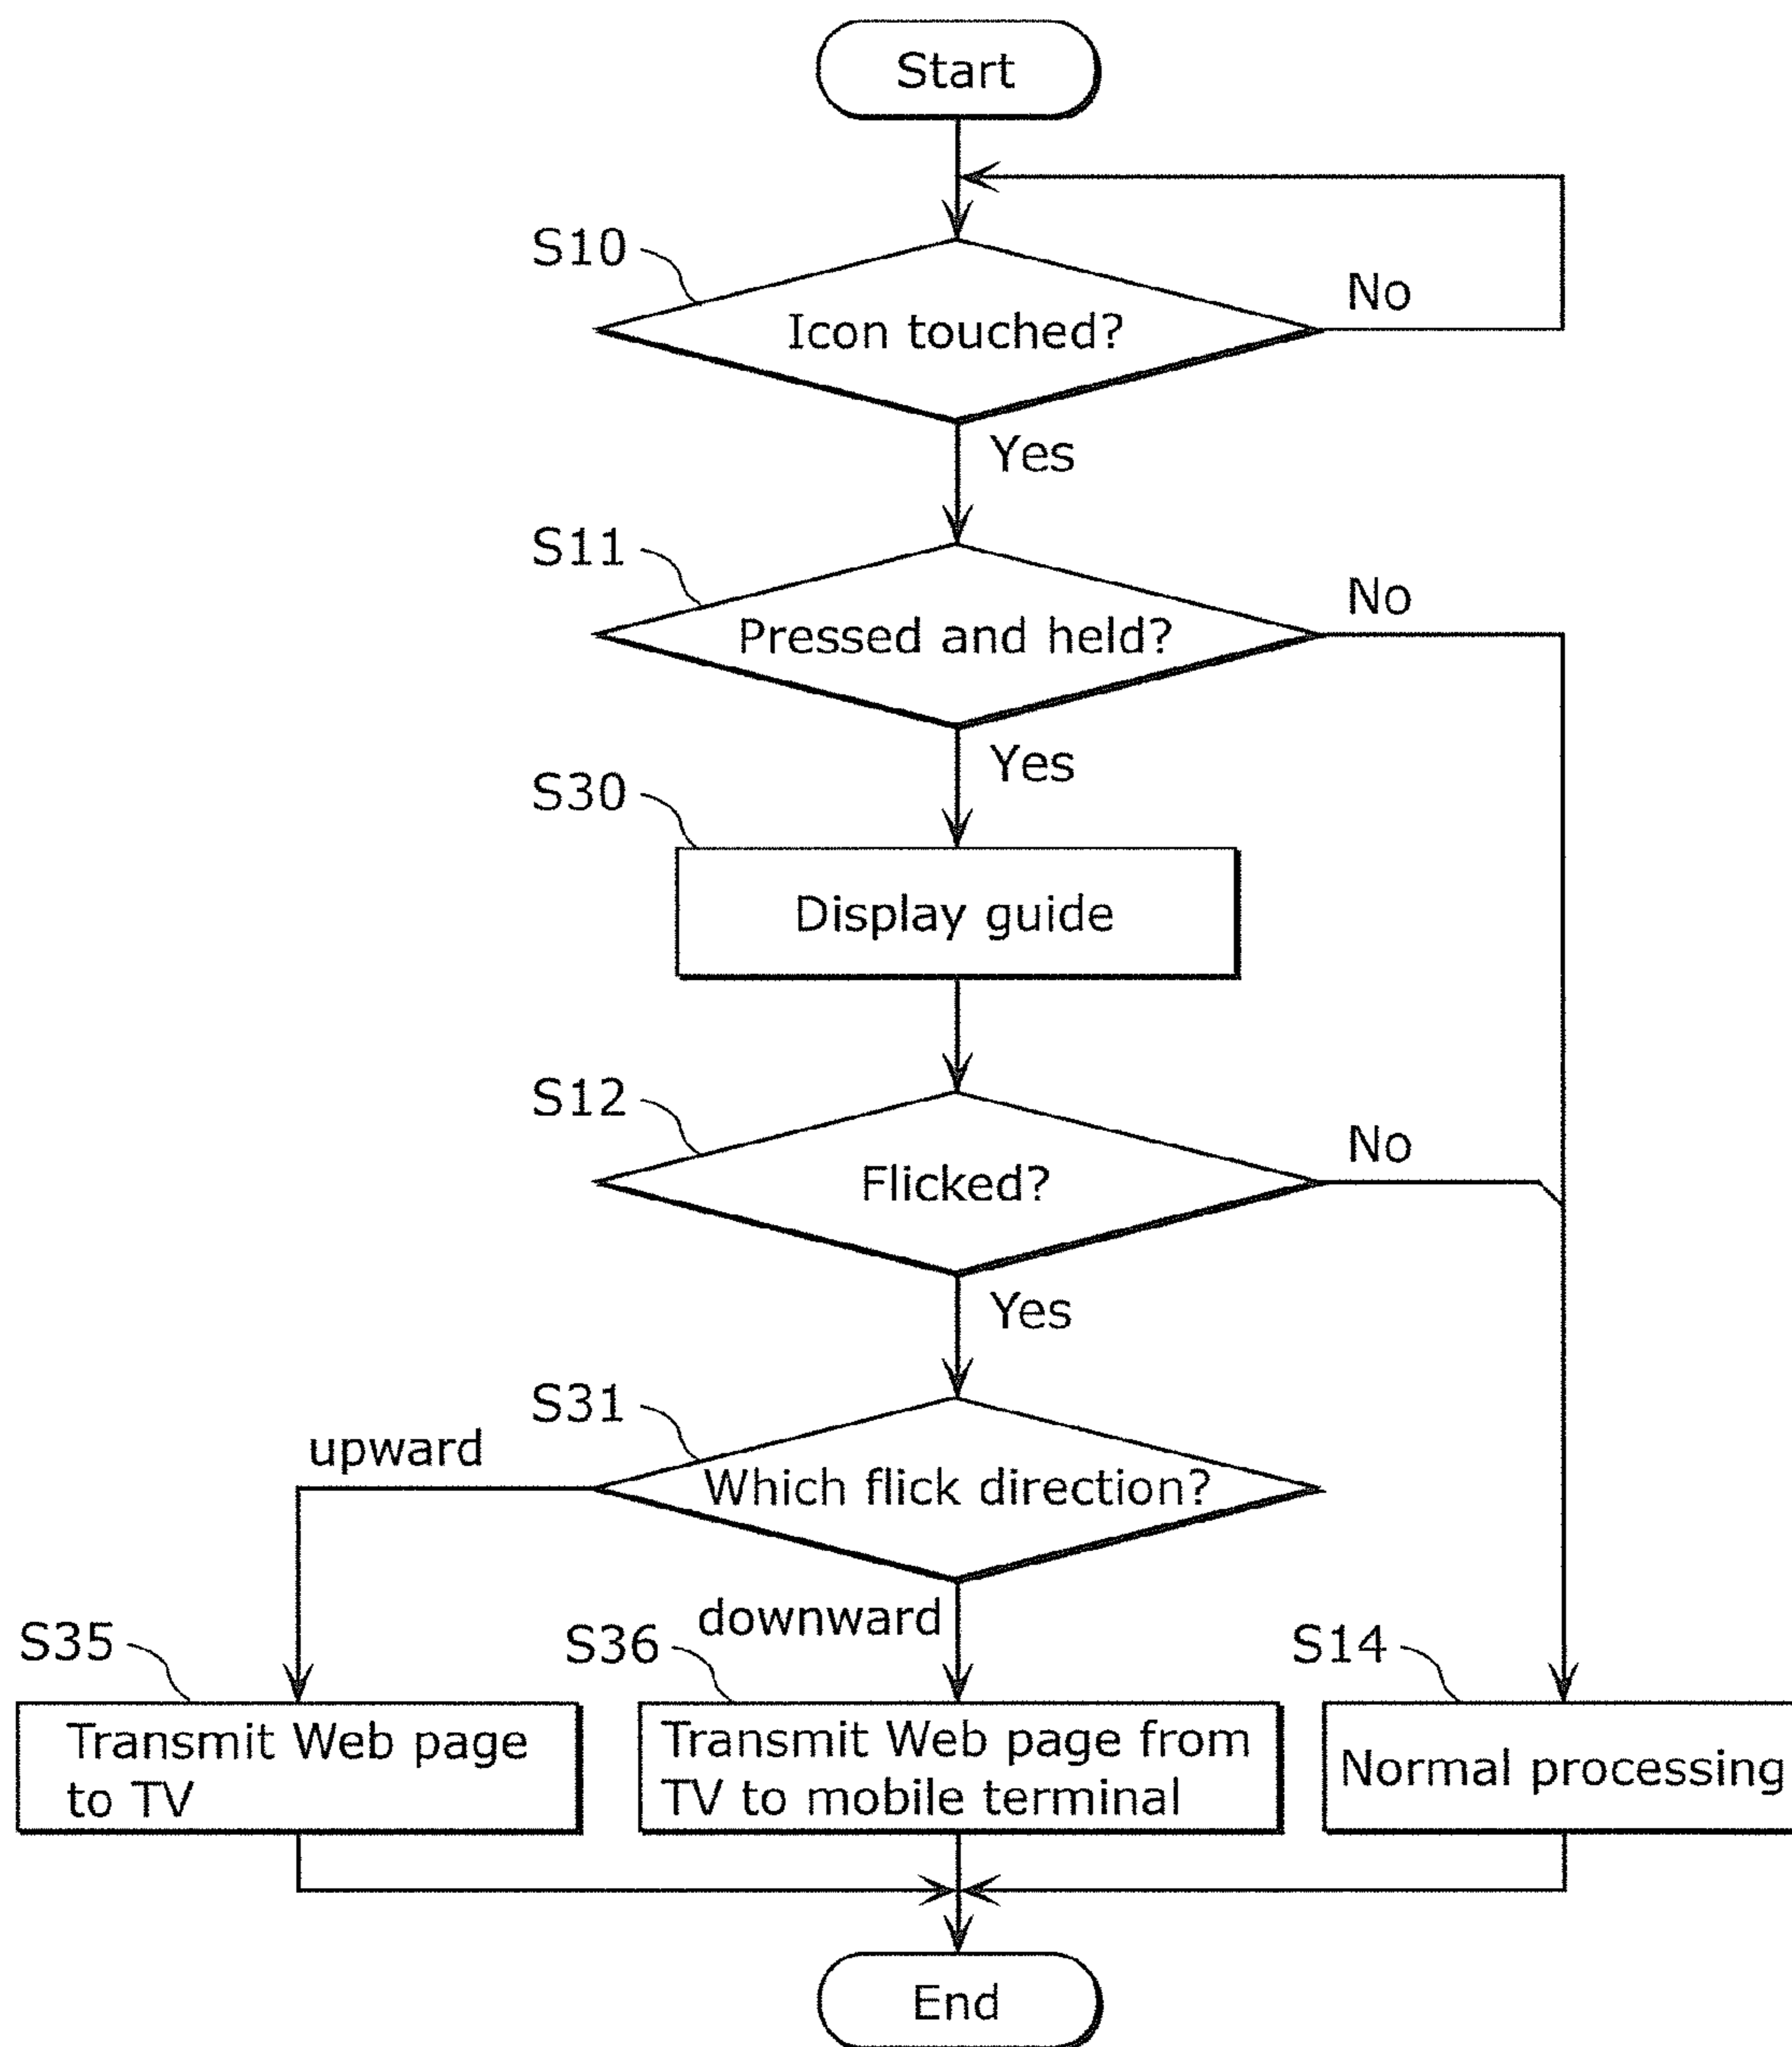 Start
S10
Icon touched?
No
Yes
S11
Pressed and held?
No
Yes
S30
Display guide
S12
Flicked?
No
Yes
S31
Which flick direction?
upward
downward
S35
Transmit Web page
to TV
S36
Transmit Web page from
TV to mobile terminal
S14
Normal processing
End